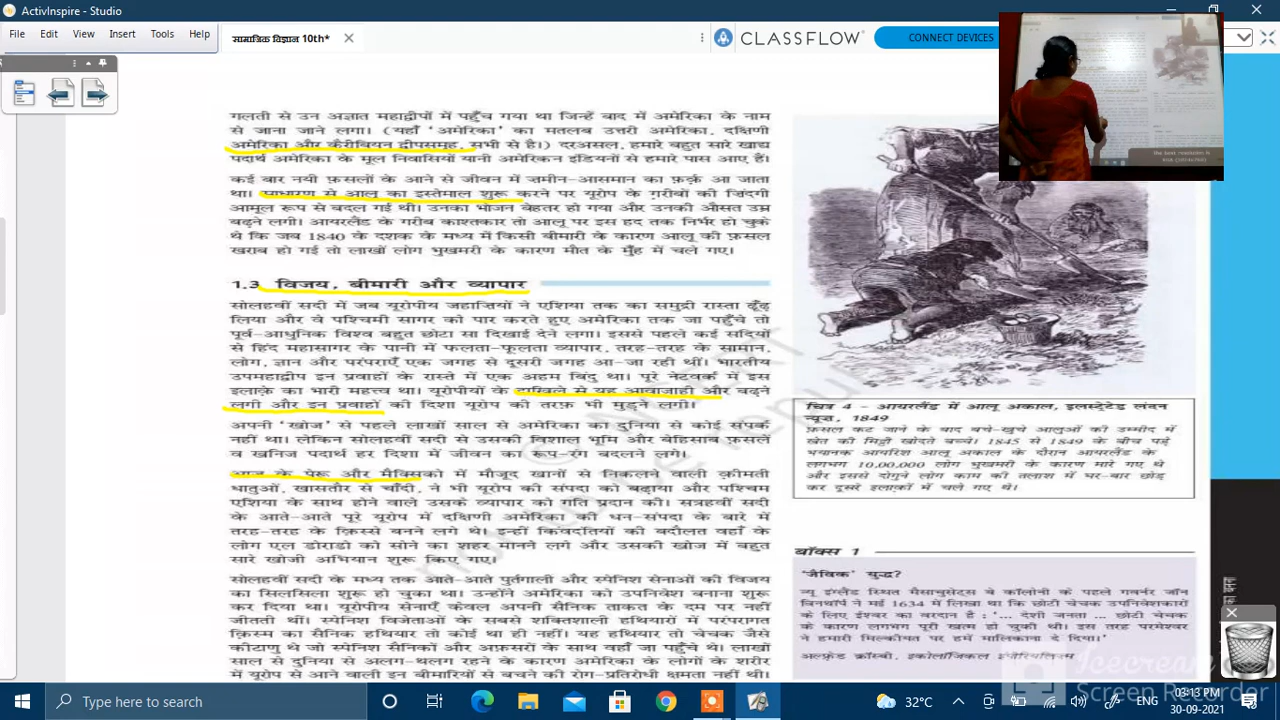 ActivInspire - Studio
File Edit View Insert Tools Help
सामाजिक विज्ञान 10th*
CLASSFLOW
CONNECT DEVICES
गलती से उन अज्ञात महाद्वीपों में पहुँच गया था जिन्हें बाद में अमेरिका के नाम
से जाना जाने लगा। (यहाँ 'अमेरिका' का मतलब उत्तरी अमेरिका, दक्षिणी
अमेरिका और कैरीबियन द्वीपसमूह, सभी से है।) दरअसल, हमारे बहुत सारे खाद्य
पदार्थ अमेरिका के मूल निवासियों यानी अमेरिकन इंडियनों से हमारे पास आए हैं।
कई बार नयी फ़सलों के आने से जीवन में ज़मीन-आसमान का फ़र्क़ आ जाता
था। साधारण से आलू का इस्तेमाल शुरू करने पर यूरोप के ग़रीबों की ज़िंदगी
आमूल रूप से बदल गई थी। उनका भोजन बेहतर हो गया और उनकी औसत उम्र
बढ़ने लगी। आयरलैंड के गरीब काश्तकार तो आलू पर इस हद तक निर्भर हो चुके
थे कि जब 1840 के दशक के मध्य में किसी बीमारी के कारण आलू की फ़सल
खराब हो गई तो लाखों लोग भुखमरी के कारण मौत के मुँह में चले गए।
1.3 विजय, बीमारी और व्यापार
सोलहवीं सदी में जब यूरोपीय जहाज़ियों ने एशिया तक का समुद्री रास्ता ढूँढ़
लिया और वे पश्चिमी सागर को पार करते हुए अमेरिका तक जा पहुँचे तो
पूर्व-आधुनिक विश्व बहुत छोटा सा दिखाई देने लगा। इससे पहले कई सदियों
से हिंद महासागर के पानी में फलता-फूलता व्यापार, तरह-तरह के सामान,
लोग, ज्ञान और परंपराएँ एक जगह से दूसरी जगह आ-जा रही थीं। भारतीय
उपमहाद्वीप इन प्रवाहों के रास्ते में एक अहम बिंदु था। पूरे नेटवर्क में इस
इलाक़े का भारी महत्त्व था। यूरोपीयों के दाख़िले से यह आवाजाही और बढ़ने
लगी और इन प्रवाहों की दिशा यूरोप की तरफ़ भी मुड़ने लगी।
अपनी 'खोज' से पहले लाखों साल से अमेरिका का दुनिया से कोई संपर्क
नहीं था। लेकिन सोलहवीं सदी से उसकी विशाल भूमि और बेहिसाब फ़सलें
व खनिज पदार्थ हर दिशा में जीवन का रूप-रंग बदलने लगे।
आज के पेरू और मैक्सिको में मौजूद खानों से निकलने वाली क़ीमती
धातुओं, खासतौर से चाँदी, ने भी यूरोप की संपदा को बढ़ाया और पश्चिम
एशिया के साथ होने वाले उसके व्यापार को गति प्रदान की। सत्रहवीं सदी
के आते-आते पूरे यूरोप में दक्षिणी अमेरिका की धन-संपदा के बारे में
तरह-तरह के क़िस्से बनने लगे थे। इन्हीं किंवदंतियों की बदौलत वहाँ के
लोग एल डोराडो को सोने का शहर मानने लगे और उसकी खोज में बहुत
सारे खोजी अभियान शुरू किए गए।
सोलहवीं सदी के मध्य तक आते-आते पुर्तगाली और स्पेनिश सेनाओं की विजय
का सिलसिला शुरू हो चुका था। उन्होंने अमेरिका को उपनिवेश बनाना शुरू
कर दिया था। यूरोपीय सेनाएँ केवल अपनी सैनिक ताकत के दम पर नहीं
जीतती थीं। स्पेनिश विजेताओं के सबसे शक्तिशाली हथियारों में परंपरागत
क़िस्म का सैनिक हथियार तो कोई था ही नहीं। यह हथियार तो चेचक जैसे
कीटाणु थे जो स्पेनिश सैनिकों और अफ़सरों के साथ वहाँ जा पहुँचे थे। लाखों
साल से दुनिया से अलग-थलग रहने के कारण अमेरिका के लोगों के शरीर
में यूरोप से आने वाली इन बीमारियों से बचने की रोग-प्रतिरोधी क्षमता नहीं थी।
चित्र 4 - आयरलैंड में आलू अकाल, इलस्ट्रेटेड लंदन
न्यूज़, 1849
फ़सल कट जाने के बाद बचे-खुचे आलुओं की उम्मीद में
खेत की मिट्टी खोदते बच्चे। 1845 से 1849 के बीच पड़े
भयानक आयरिश आलू अकाल के दौरान आयरलैंड के
लगभग 10,00,000 लोग भुखमरी के कारण मारे गए थे
और इससे दोगुने लोग काम की तलाश में घर-बार छोड़
कर दूसरे इलाक़ों में चले गए थे।
बॉक्स 1
'जैविक' युद्ध?
न्यू इंग्लैंड स्थित मैसाचुसेट्स बे कॉलोनी के पहले गवर्नर जॉन
विनथॉर्प ने मई 1634 में लिखा था कि छोटी चेचक उपनिवेशकारों
के लिए ईश्वर का वरदान है : '... देशी जनता ... छोटी चेचक
के कारण लगभग पूरी खत्म हो चुकी थी। इस तरह परमेश्वर
ने हमारी मिल्कीयत पर हमें मालिकाना दे दिया।'
अल्फ्रेड क्रॉस्बी, इकोलॉजिकल इंपीरियलिज़्म
Icecream
Screen Recorder
Type here to search
32°C
ENG
03:13 PM
30-09-2021